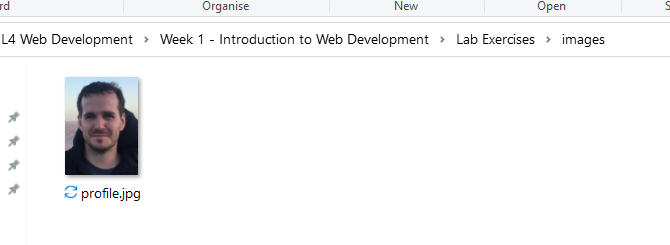 rd Organise New Open S
L4 Web Development > Week 1 - Introduction to Web Development > Lab Exercises > images
profile.jpg